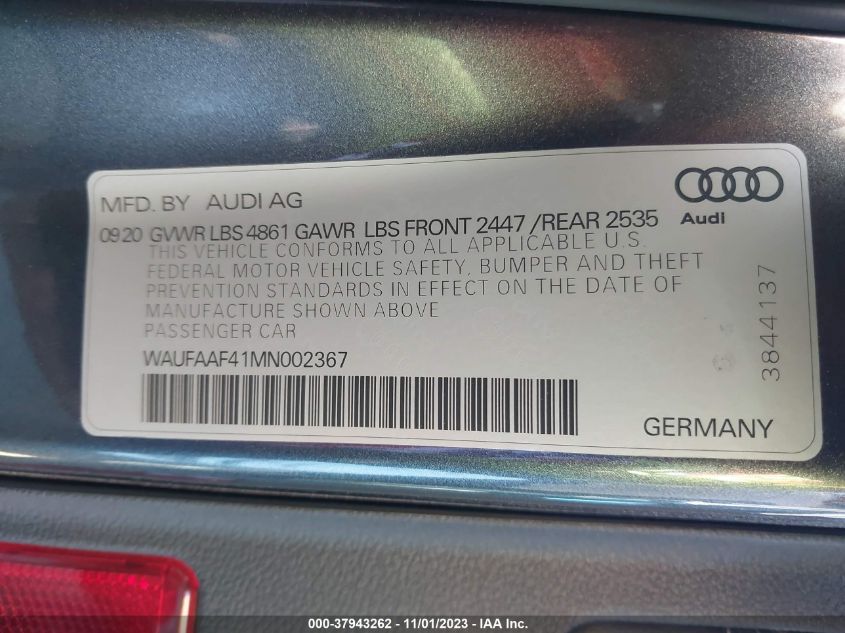 MFD. BY AUDI AG
Audi
0920 GVWR LBS 4861 GAWR LBS FRONT 2447 /REAR 2535
THIS VEHICLE CONFORMS TO ALL APPLICABLE U.S.
FEDERAL MOTOR VEHICLE SAFETY, BUMPER AND THEFT
PREVENTION STANDARDS IN EFFECT ON THE DATE OF
MANUFACTURE SHOWN ABOVE
PASSENGER CAR
WAUFAAF41MN002367
3844137
GERMANY
000-37943262 - 11/01/2023 - IAA, Inc.